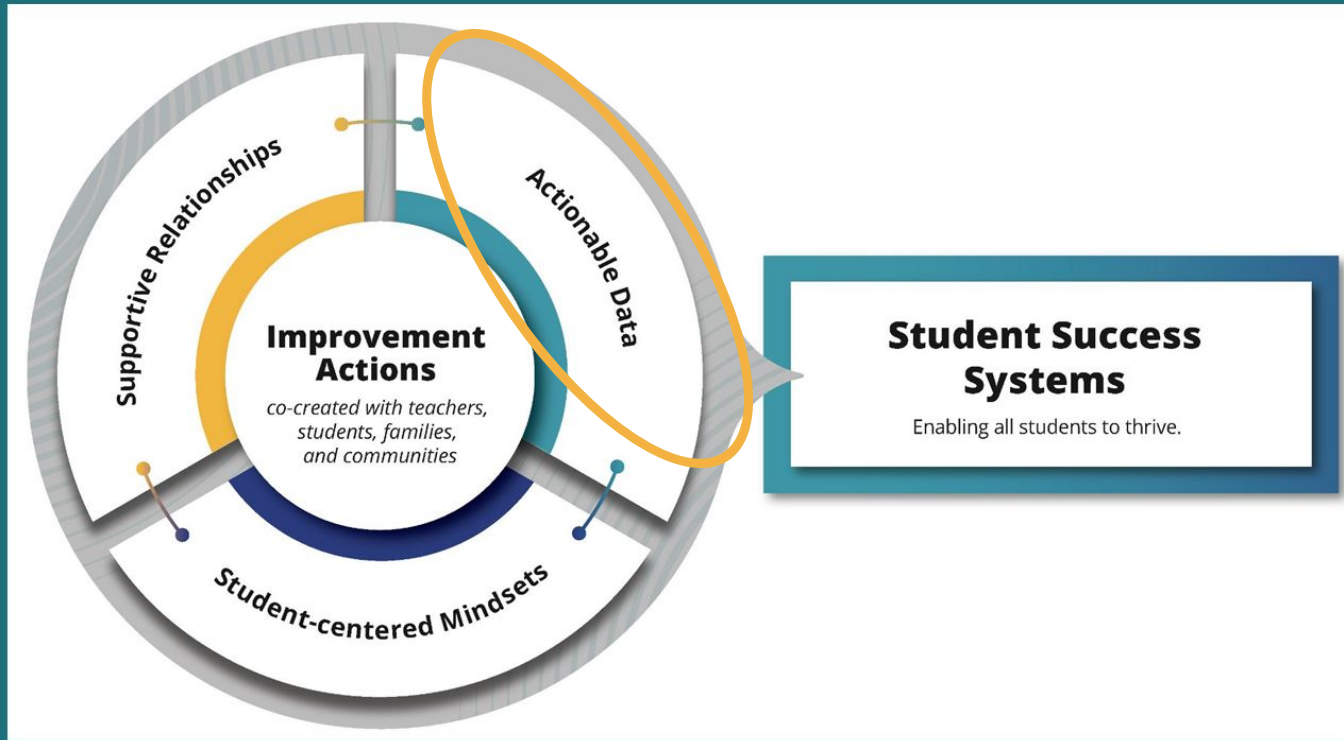 Supportive Relationships
Actionable Data
Improvement
Actions
co-created with teachers,
students, families,
and communities
Student-centered Mindsets
Student Success
Systems
Enabling all students to thrive.